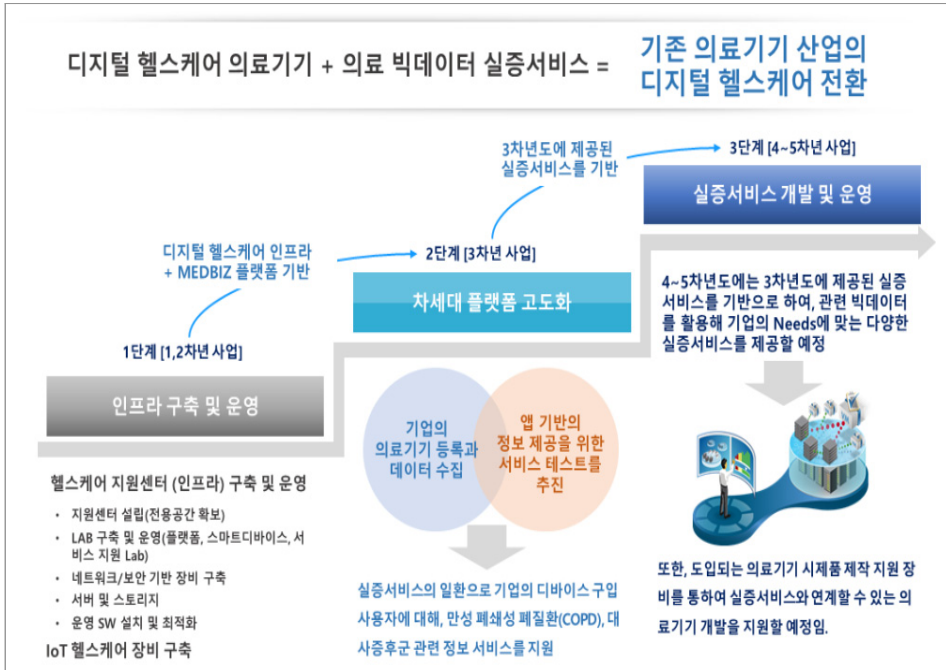 디지털 헬스케어 의료기기 + 의료 빅데이터 실증서비스 =
기존 의료기기 산업의
디지털 헬스케어 전환
3차년도에 제공된
실증서비스를 기반
3단계 [4~5차년 사업]
실증서비스 개발 및 운영
디지털 헬스케어 인프라
+ MEDBIZ 플랫폼 기반
2단계 [3차년 사업]
차세대 플랫폼 고도화
4~5차년도에는 3차년도에 제공된 실증
서비스를 기반으로 하여, 관련 빅데이터
를 활용해 기업의 Needs에 맞는 다양한
실증서비스를 제공할 예정
1단계 [1,2차년 사업]
인프라 구축 및 운영
기업의
의료기기 등록과
데이터 수집
앱 기반의
정보 제공을 위한
서비스 테스트를
추진
헬스케어 지원센터 (인프라) 구축 및 운영
• 지원센터 설립(전용공간 확보)
• LAB 구축 및 운영(플랫폼, 스마트디바이스, 서
비스 지원 Lab)
• 네트워크/보안 기반 장비 구축
• 서버 및 스토리지
• 운영 SW 설치 및 최적화
IoT 헬스케어 장비 구축
실증서비스의 일환으로 기업의 디바이스 구입
사용자에 대해, 만성 폐쇄성 폐질환(COPD), 대
사증후군 관련 정보 서비스를 지원
또한, 도입되는 의료기기 시제품 제작 지원 장
비를 통하여 실증서비스와 연계할 수 있는 의
료기기 개발을 지원할 예정임.